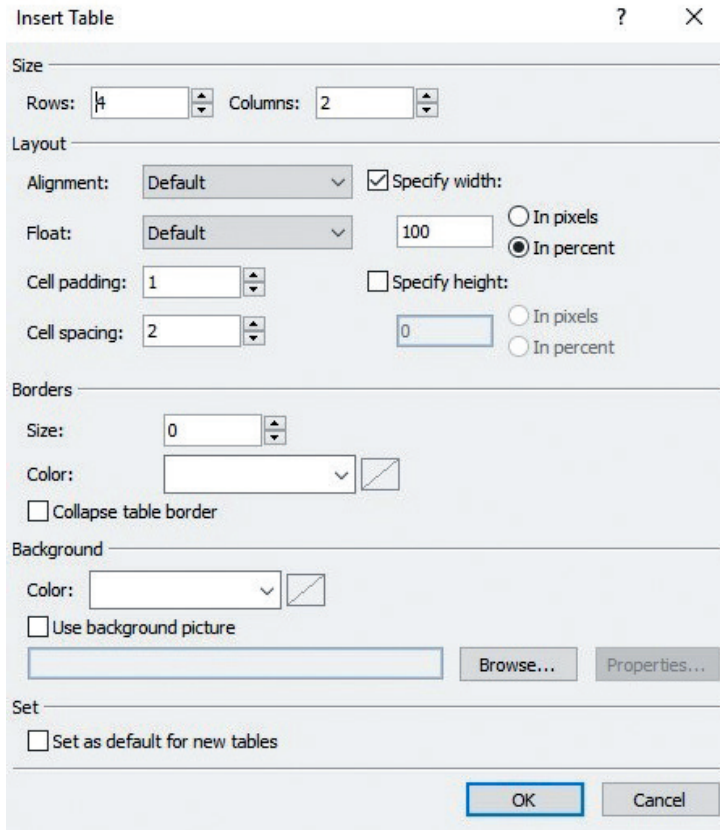 Insert Table ? ×
Size
Rows: 4 Columns: 2
Layout
Alignment: Default Specify width:
In pixels
Float: Default 100
In percent
Cell padding: 1 Specify height:
In pixels
Cell spacing: 2 0
In percent
Borders
Size: 0
Color:
Collapse table border
Background
Color:
Use background picture
Browse... Properties...
Set
Set as default for new tables
OK Cancel